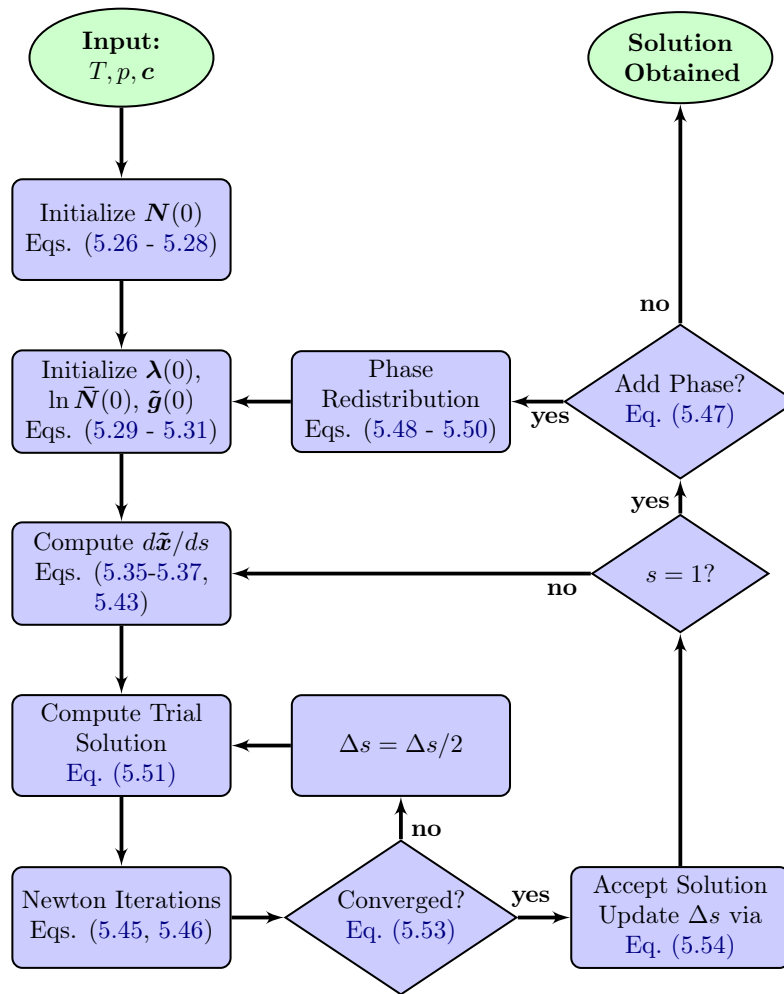 Input:
T, p, c
Solution
Obtained
Initialize N(0)
Eqs. (5.26 - 5.28)
no
Initialize λ(0),
ln N̄(0), g̃(0)
Eqs. (5.29 - 5.31)
Phase
Redistribution
Eqs. (5.48 - 5.50)
yes
Add Phase?
Eq. (5.47)
yes
Compute dx̃/ds
Eqs. (5.35-5.37,
5.43)
no
s = 1?
Compute Trial
Solution
Eq. (5.51)
Δs = Δs/2
no
Newton Iterations
Eqs. (5.45, 5.46)
Converged?
Eq. (5.53)
yes
Accept Solution
Update Δs via
Eq. (5.54)